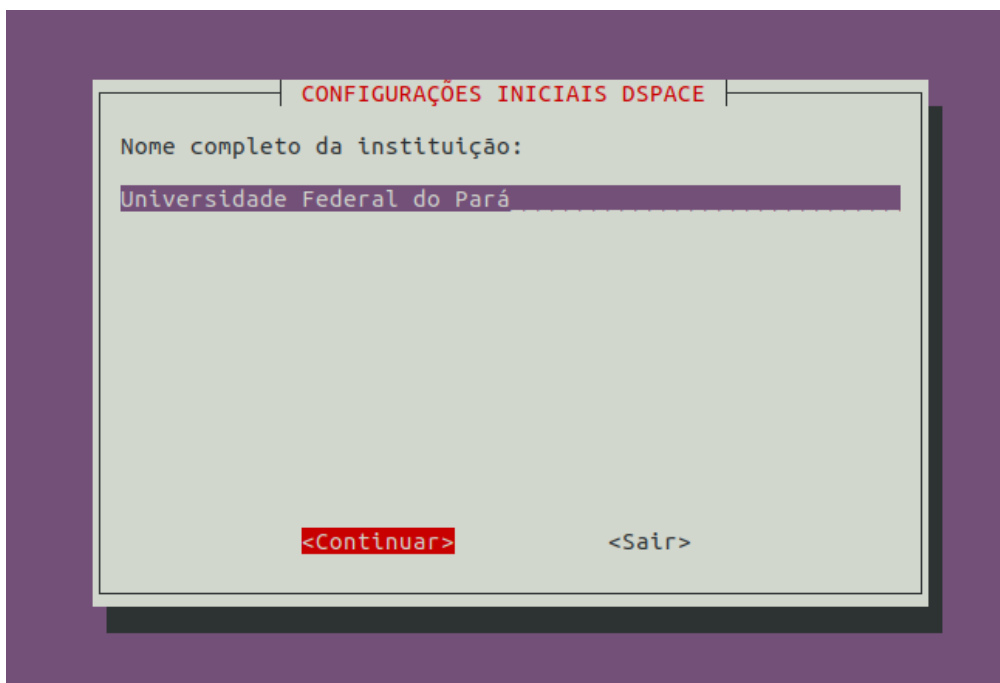 CONFIGURAÇÕES INICIAIS DSPACE
Nome completo da instituição:
Universidade Federal do Pará
<Continuar> <Sair>